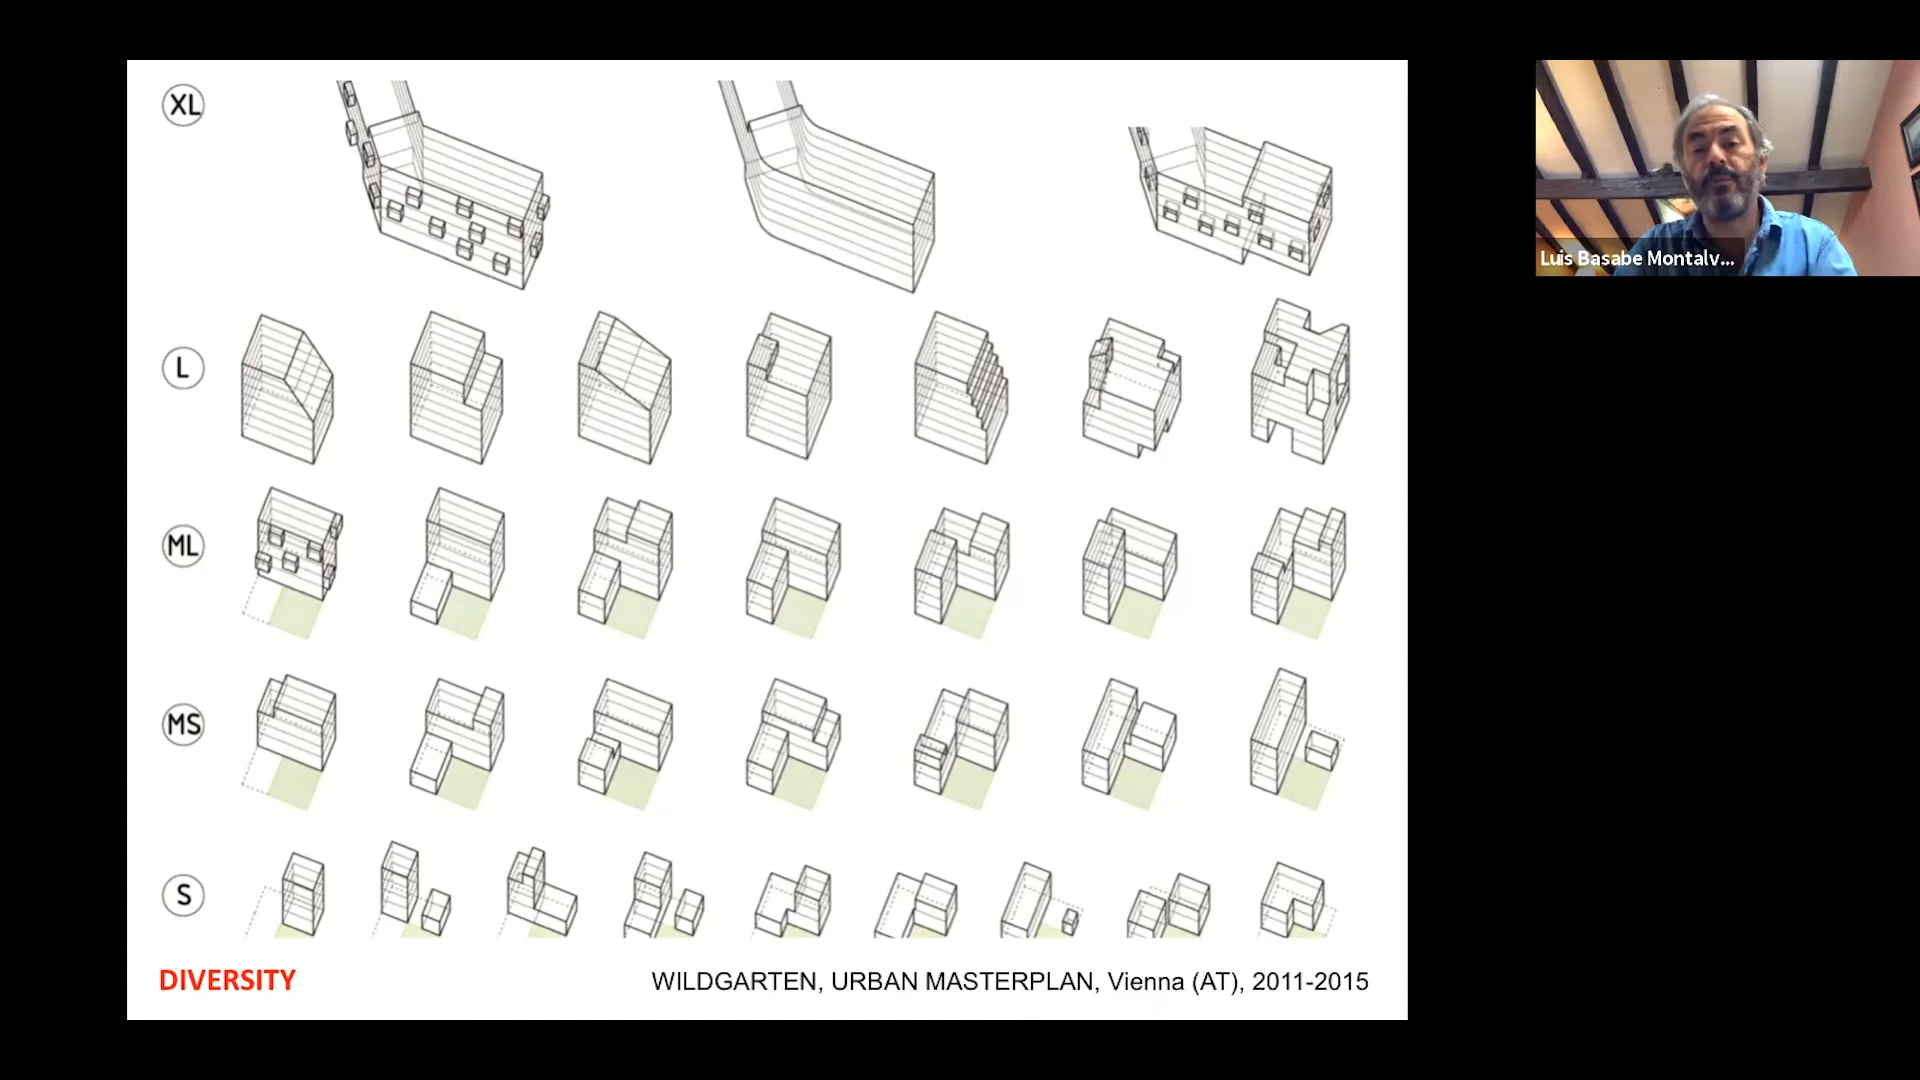 XL
L
ML
MS
S
DIVERSITY
WILDGARTEN, URBAN MASTERPLAN, Vienna (AT), 2011-2015
Luis Basabe Montalv...